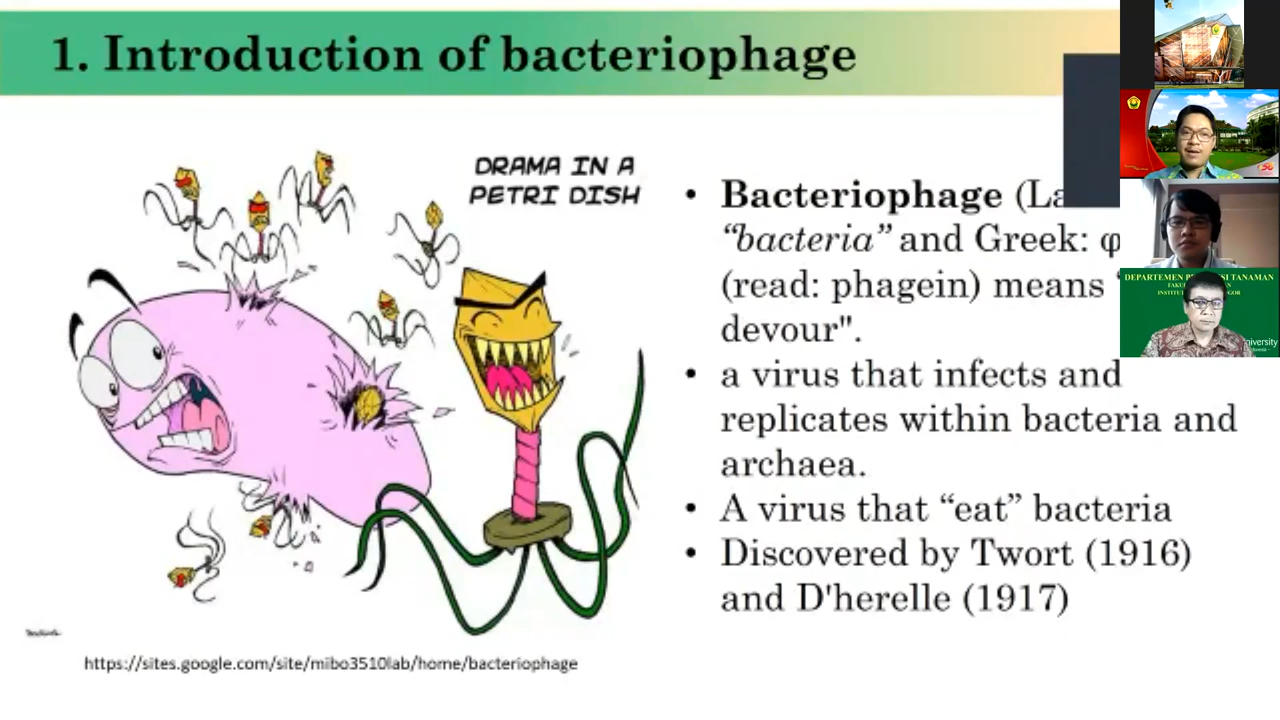 1. Introduction of bacteriophage
DRAMA IN A
PETRI DISH
• Bacteriophage (La
“bacteria” and Greek: φ
(read: phagein) means
devour".
• a virus that infects and
replicates within bacteria and
archaea.
• A virus that “eat” bacteria
• Discovered by Twort (1916)
and D'herelle (1917)
https://sites.google.com/site/mibo3510lab/home/bacteriophage
DEPARTEMEN TANAMAN